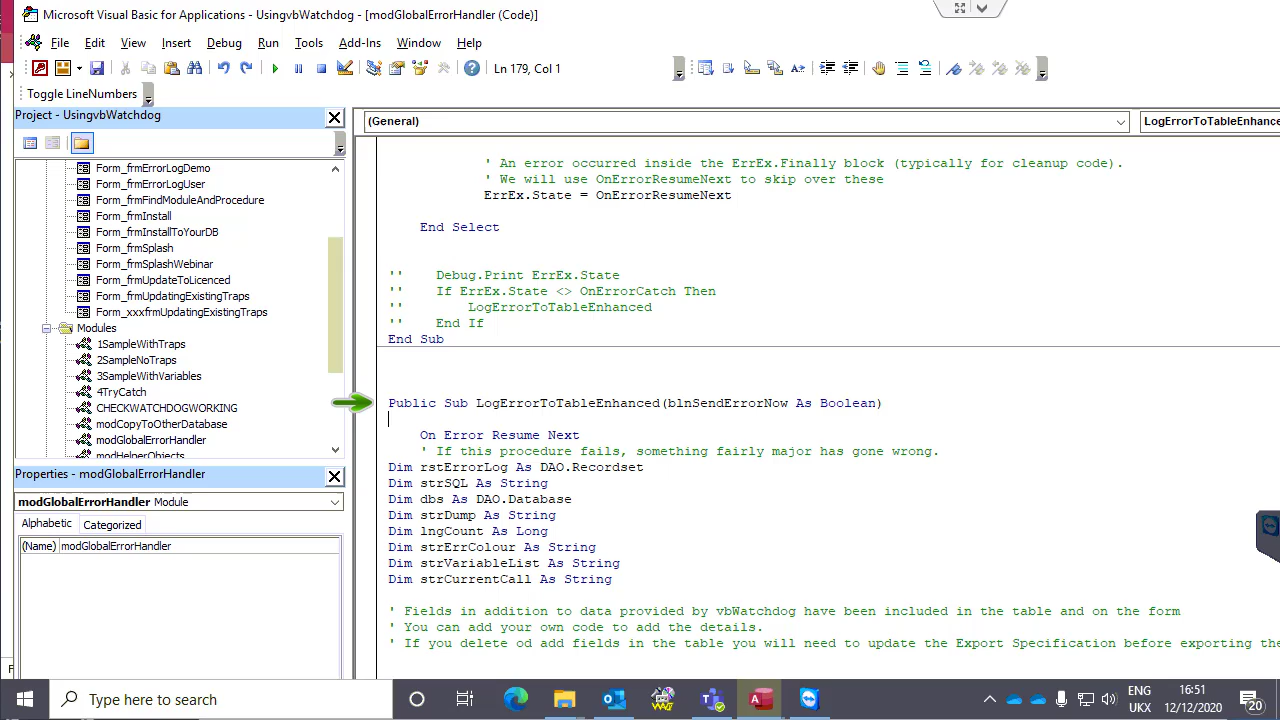 Microsoft Visual Basic for Applications - UsingvbWatchdog - [modGlobalErrorHandler (Code)]
File Edit View Insert Debug Run Tools Add-Ins Window Help
Ln 179, Col 1
Toggle LineNumbers
Project - UsingvbWatchdog
Form_frmErrorLogDemo
Form_frmErrorLogUser
Form_frmFindModuleAndProcedure
Form_frmInstall
Form_frmInstallToYourDB
Form_frmSplash
Form_frmSplashWebinar
Form_frmUpdateToLicenced
Form_frmUpdatingExistingTraps
Form_xxxfrmUpdatingExistingTraps
Modules
1SampleWithTraps
2SampleNoTraps
3SampleWithVariables
4TryCatch
CHECKWATCHDOGWORKING
modCopyToOtherDatabase
modGlobalErrorHandler
modHelperObjects
Properties - modGlobalErrorHandler
modGlobalErrorHandler Module
Alphabetic Categorized
(Name) modGlobalErrorHandler
(General) LogErrorToTableEnhance
' An error occurred inside the ErrEx.Finally block (typically for cleanup code).
' We will use OnErrorResumeNext to skip over these
ErrEx.State = OnErrorResumeNext
End Select
'' Debug.Print ErrEx.State
'' If ErrEx.State <> OnErrorCatch Then
'' LogErrorToTableEnhanced
'' End If
End Sub
Public Sub LogErrorToTableEnhanced(blnSendErrorNow As Boolean)
On Error Resume Next
' If this procedure fails, something fairly major has gone wrong.
Dim rstErrorLog As DAO.Recordset
Dim strSQL As String
Dim dbs As DAO.Database
Dim strDump As String
Dim lngCount As Long
Dim strErrColour As String
Dim strVariableList As String
Dim strCurrentCall As String
' Fields in addition to data provided by vbWatchdog have been included in the table and on the form
' You can add your own code to add the details.
' If you delete od add fields in the table you will need to update the Export Specification before exporting the
Type here to search
ENG
UKX
16:51
12/12/2020
20